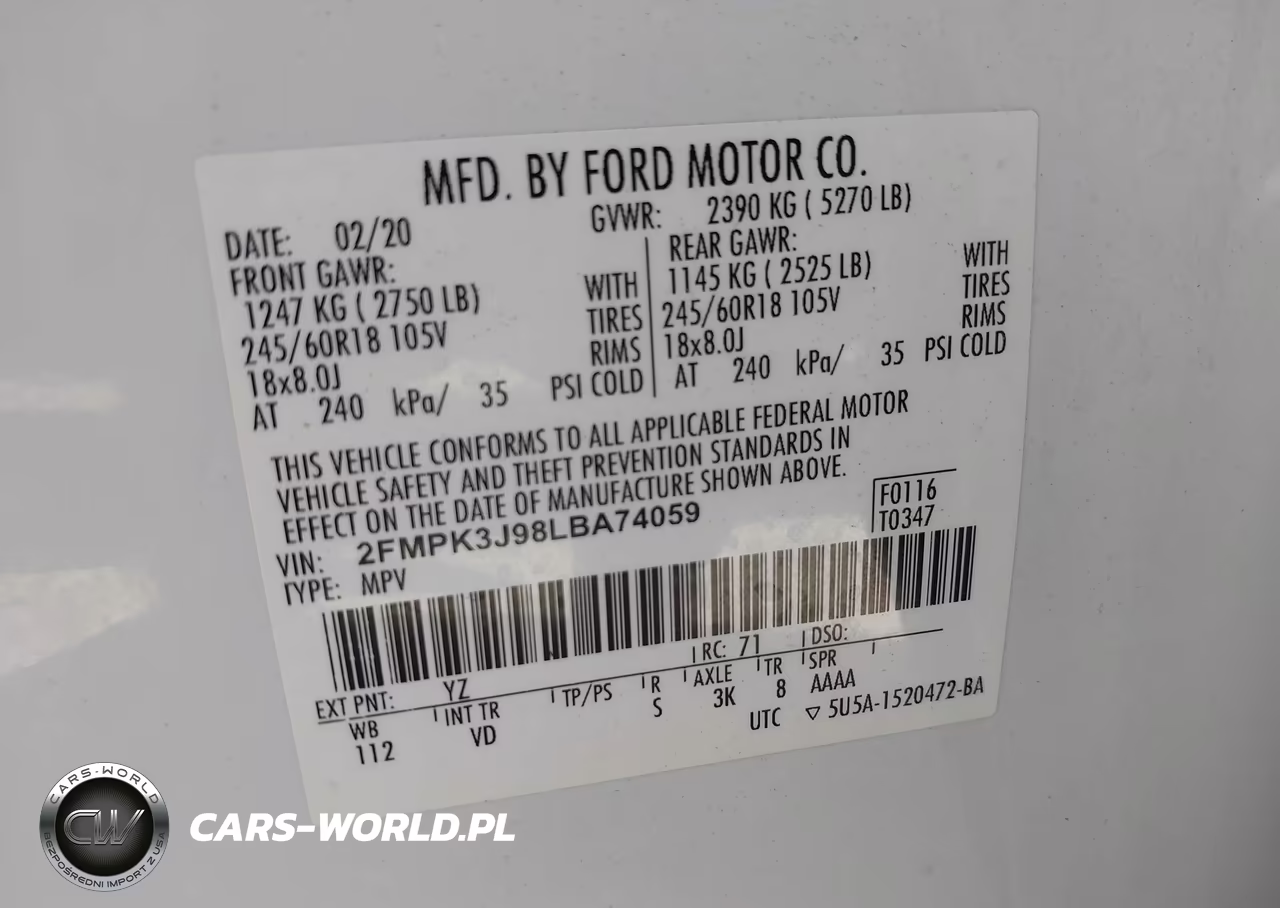 MFD. BY FORD MOTOR CO.
DATE: 02/20 GVWR: 2390 KG ( 5270 LB)
FRONT GAWR: REAR GAWR:
1247 KG ( 2750 LB) WITH 1145 KG ( 2525 LB) WITH
245/60R18 105V TIRES 245/60R18 105V TIRES
18x8.0J RIMS 18x8.0J RIMS
AT 240 kPa/ 35 PSI COLD AT 240 kPa/ 35 PSI COLD
THIS VEHICLE CONFORMS TO ALL APPLICABLE FEDERAL MOTOR
VEHICLE SAFETY AND THEFT PREVENTION STANDARDS IN
EFFECT ON THE DATE OF MANUFACTURE SHOWN ABOVE.
F0116
T0347
VIN: 2FMPK3J98LBA74059
TYPE: MPV
EXT PNT: YZ RC: 71 DSO:
WB INT TR TP/PS R AXLE TR SPR
112 VD S 3K 8 AAAA
UTC ▽ 5U5A-1520472-BA
CARS-WORLD
CW
BEZPOŚREDNI IMPORT Z USA
CARS-WORLD.PL